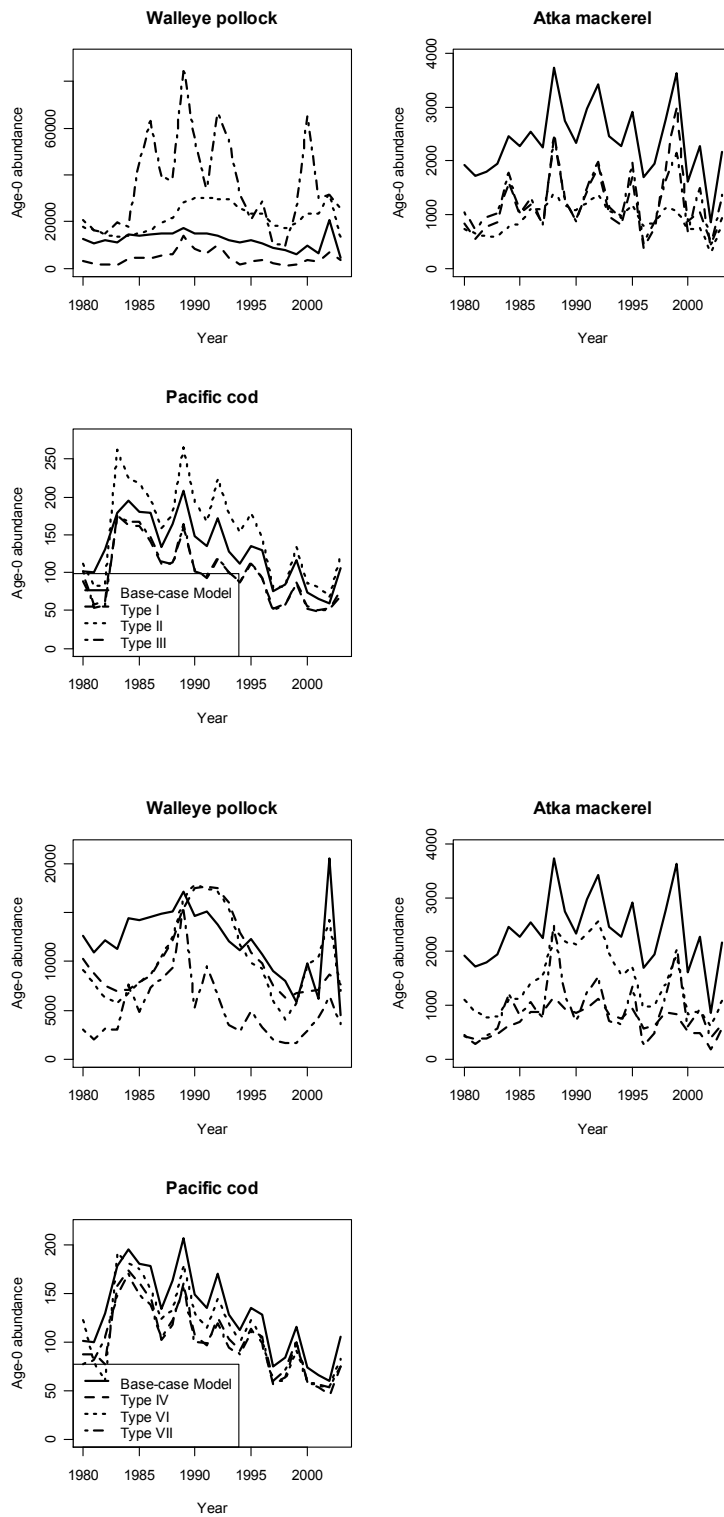 Walleye pollock
Age-0 abundance
60000
20000
0
1980 1985 1990 1995 2000
Year
Atka mackerel
Age-0 abundance
4000
3000
2000
1000
0
1980 1985 1990 1995 2000
Year
Pacific cod
Age-0 abundance
250
200
150
100
50
0
Base-case Model
Type I
Type II
Type III
1980 1985 1990 1995 2000
Year
Walleye pollock
Age-0 abundance
20000
10000
5000
0
1980 1985 1990 1995 2000
Year
Atka mackerel
Age-0 abundance
4000
3000
2000
1000
0
1980 1985 1990 1995 2000
Year
Pacific cod
Age-0 abundance
200
150
100
50
0
Base-case Model
Type IV
Type VI
Type VII
1980 1985 1990 1995 2000
Year